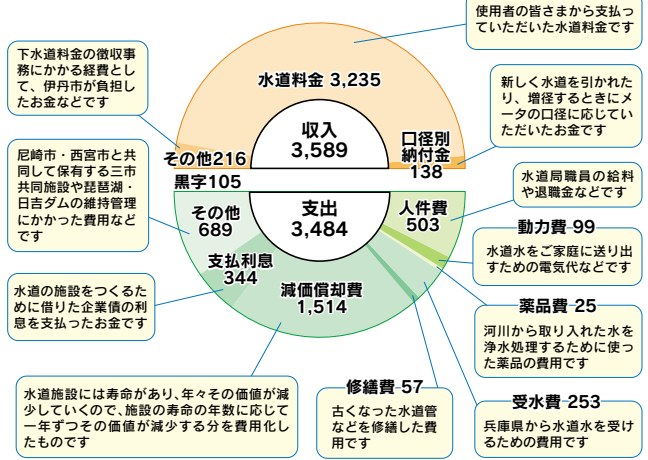 使用者の皆さまから支払っ
ていただいた水道料金です
下水道料金の徴収事
務にかかる経費とし
て、伊丹市が負担し
たお金などです
水道料金 3,235
新しく水道を引かれた
り、増径するときにメ
ータの口径に応じてい
ただいたお金です
収入
3,589
口径別
納付金
138
その他216
黒字105
尼崎市・西宮市と共
同して保有する三市
共同施設や琵琶湖・
日吉ダムの維持管理
にかかった費用など
です
水道局職員の給料
や退職金などです
その他
689
支出
3,484
人件費
503
動力費 99
水道水をご家庭に送り出
すための電気代などです
支払利息
344
減価償却費
1,514
水道の施設をつくるた
めに借りた企業債の利
息を支払ったお金です
薬品費 25
河川から取り入れた水を
浄水処理するために使っ
た薬品の費用です
水道施設には寿命があり、年々その価値が減
少していくので、施設の寿命の年数に応じて
一年ずつその価値が減少する分を費用化し
たものです
修繕費 57
古くなった水道管
などを修繕した費
用です
受水費 253
兵庫県から水道水を受け
るための費用です